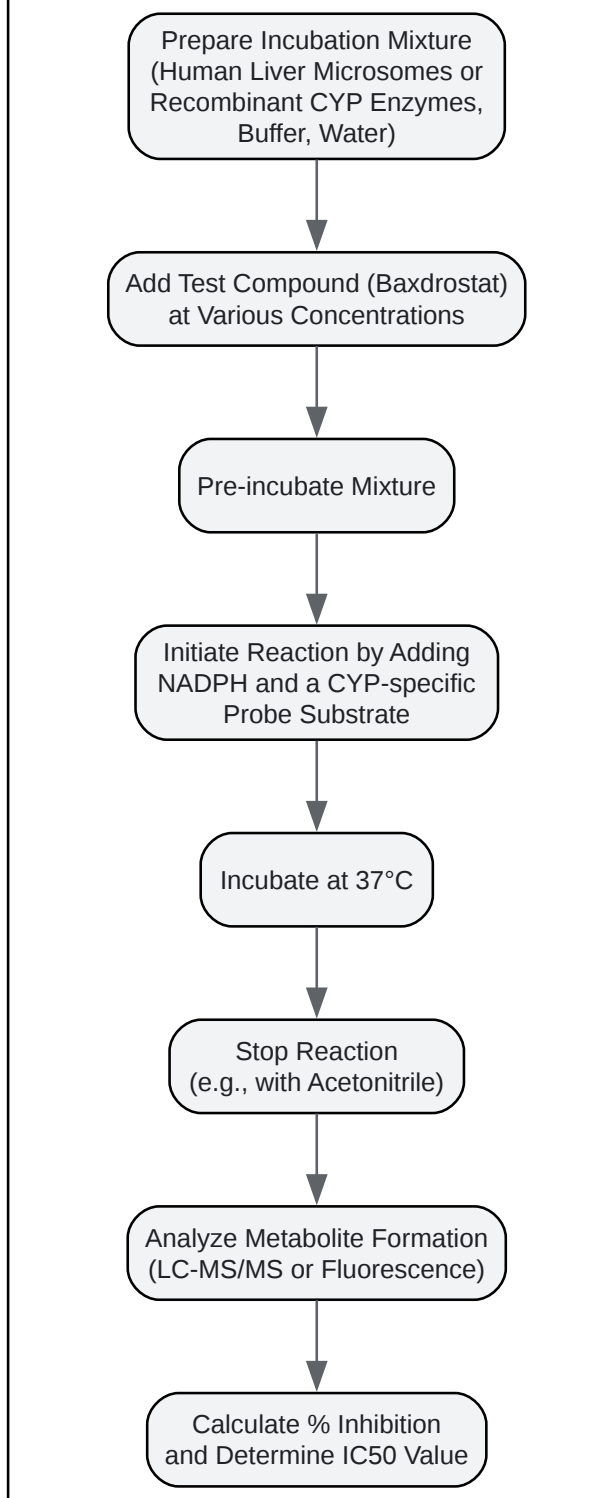 Prepare Incubation Mixture
(Human Liver Microsomes or
Recombinant CYP Enzymes,
Buffer, Water)
Add Test Compound (Baxdrostat)
at Various Concentrations
Pre-incubate Mixture
Initiate Reaction by Adding
NADPH and a CYP-specific
Probe Substrate
Incubate at 37°C
Stop Reaction
(e.g., with Acetonitrile)
Analyze Metabolite Formation
(LC-MS/MS or Fluorescence)
Calculate % Inhibition
and Determine IC50 Value